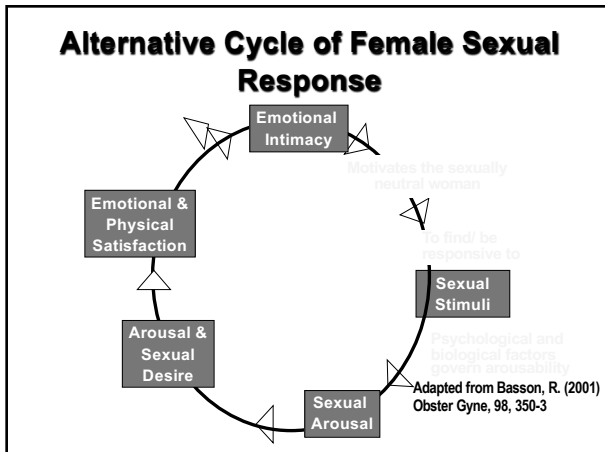 Alternative Cycle of Female Sexual
Response
Emotional
Intimacy
Motivates the sexually
neutral woman
To find/ be
responsive to
Sexual
Stimuli
Psychological and
biological factors
govern arousability
Adapted from Basson, R. (2001)
Obster Gyne, 98, 350-3
Sexual
Arousal
Arousal &
Sexual
Desire
Emotional &
Physical
Satisfaction